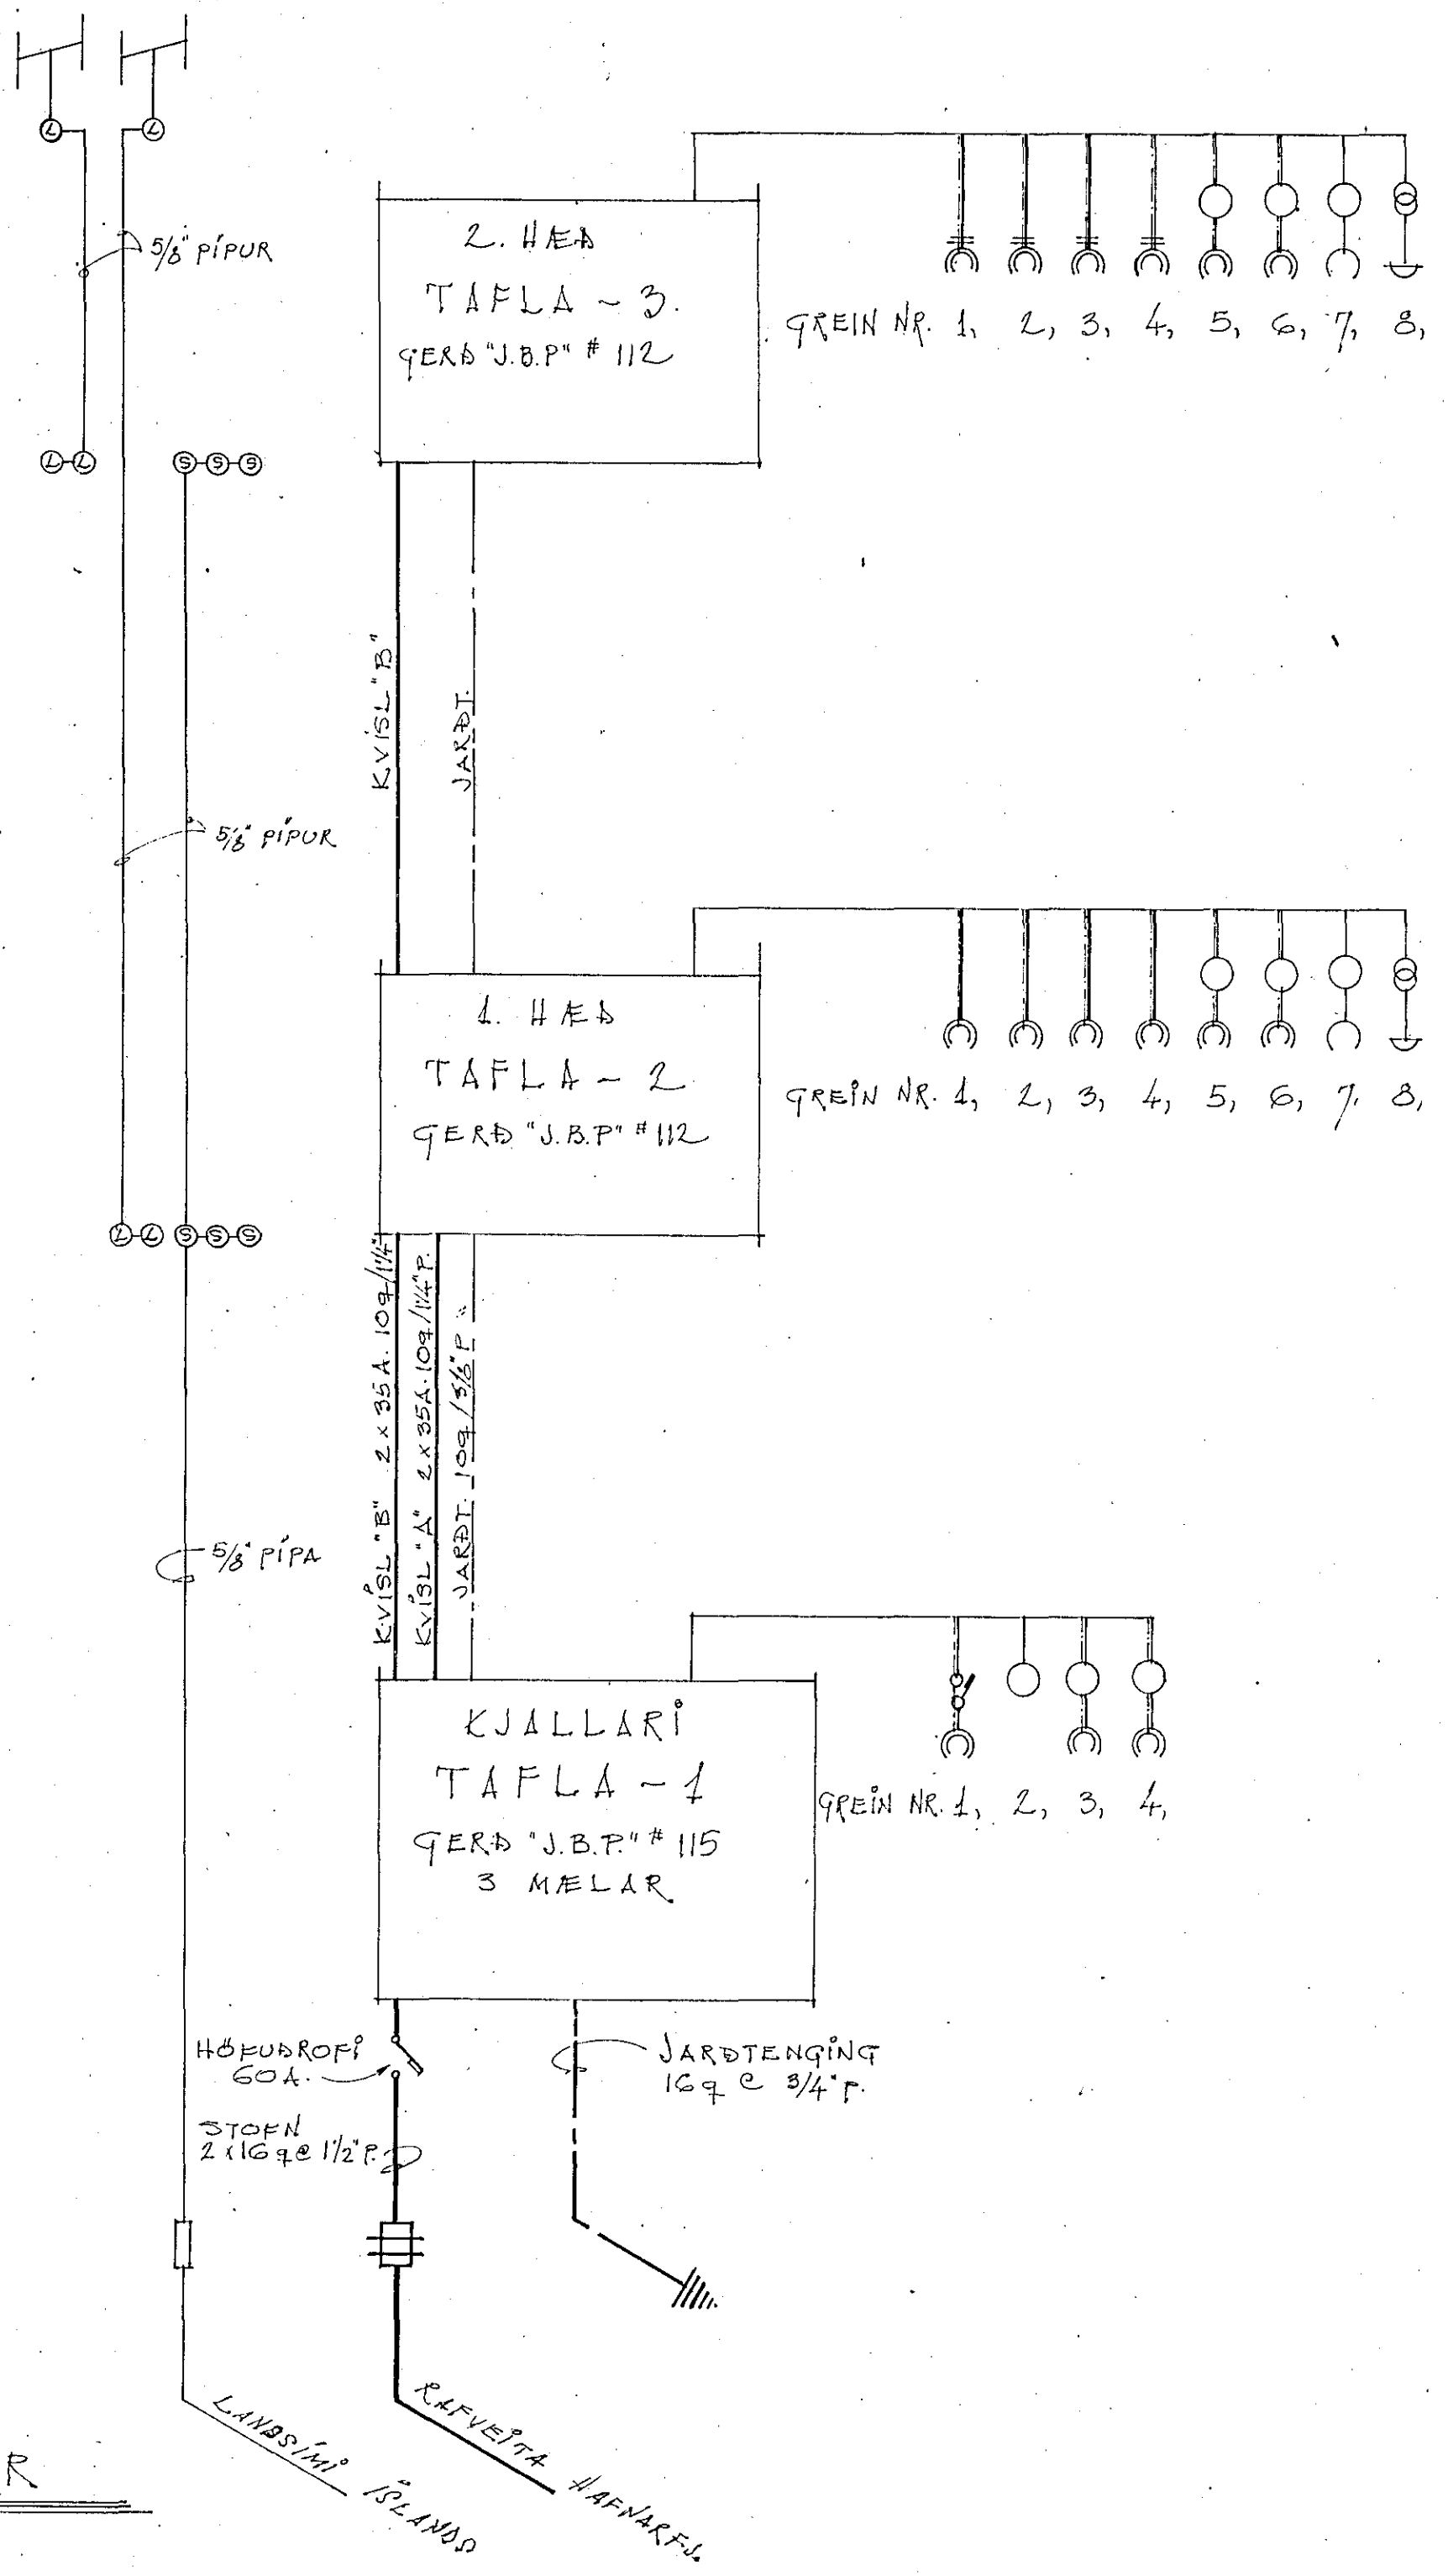 Ⓛ Ⓛ
5/8" PÍPUR
2. HÆÐ
TAFLA ~ 3.
GERÐ "J.B.P" # 112
GREIN NR. 1, 2, 3, 4, 5, 6, 7, 8,
Ⓛ Ⓛ Ⓢ Ⓢ Ⓢ
KVÍSL "B"
JARÐT.
5/8" PÍPUR
1. HÆÐ
TAFLA ~ 2
GERÐ "J.B.P" # 112
GREIN NR. 1, 2, 3, 4, 5, 6, 7, 8,
Ⓛ Ⓛ Ⓢ Ⓢ Ⓢ
KVÍSL "B" 2 x 35A. 10q/1¼"
KVÍSL "A" 2 x 35A. 10q/1¼"P.
JARÐT. 10q/5/8"P.
5/8" PÍPA
KJALLARI
TAFLA ~ 1
GERÐ "J.B.P." # 115
3 MÆLAR
GREIN NR. 1, 2, 3, 4,
HÖFUÐROFI
60A.
JARÐTENGING
16q @ 3/4" P.
STOFN
2 x 16q @ 1½" P.
LANDSÍMI ÍSLANDS
RAFVEITA HAFNARFJ.
R